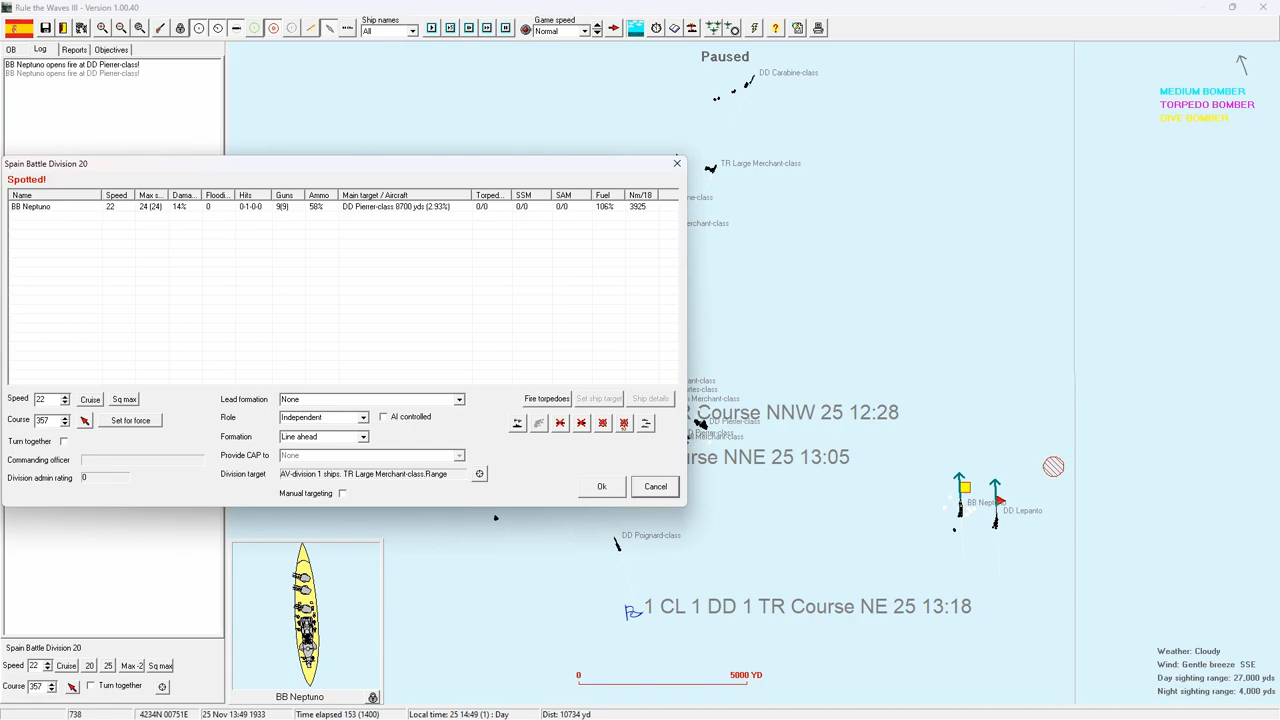 Rule the Waves III - Version 1.00.40
Ship names
All
Game speed
Normal
OB
Log
Reports
Objectives
BB Neptuno opens fire at DD Pierrer-class!
BB Neptuno opens fire at DD Pierrer-class!
Paused
DD Carabine-class
MEDIUM BOMBER
TORPEDO BOMBER
DIVE BOMBER
Spain Battle Division 20
Spotted!
TR Large Merchant-class
Name Speed Max s... Dama... Floodi... Hits Guns Ammo Main target / Aircraft Torped... SSM SAM Fuel Nm/18
BB Neptuno 22 24 (24) 14% 0 0-1-0-0 9(9) 58% DD Pierrer-class 8700 yds (2.93%) 0/0 0/0 0/0 106% 3925
ne-class
rchant-class
Speed 22 Cruise Sq max
Course 357 Set for force
Turn together
Commanding officer
Division admin rating 0
Lead formation None
Role Independent AI controlled
Formation Line ahead
Provide CAP to None
Division target AV-division 1 ships. TR Large Merchant-class.Range
Manual targeting
Fire torpedoes Set ship target Ship details
Ok Cancel
R Course NNW 25 12:28
rse NNE 25 13:05
BB Neptu
DD Lepanto
DD Poignard-class
1 CL 1 DD 1 TR Course NE 25 13:18
BB Neptuno
0 5000 YD
Spain Battle Division 20
Speed 22 Cruise 20 25 Max -2 Sq max
Course 357 Turn together
Weather: Cloudy
Wind: Gentle breeze SSE
Day sighting range: 27,000 yds
Night sighting range: 4,000 yds
738 4234N 00751E 25 Nov 13:49 1933 Time elapsed 153 (1400) Local time: 25 14:49 (1) : Day Dist: 10734 yd